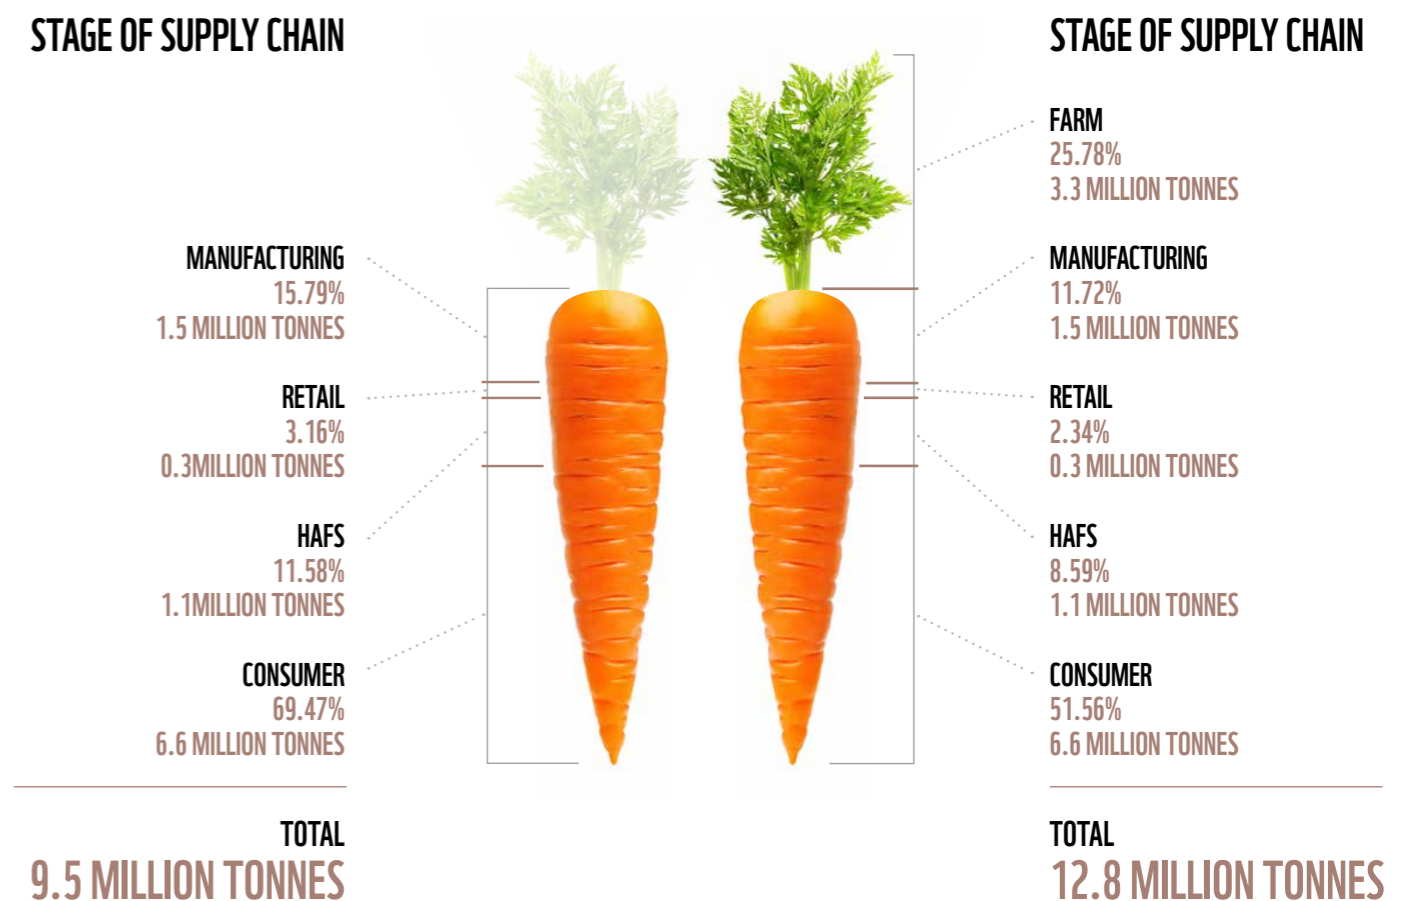 STAGE OF SUPPLY CHAIN
MANUFACTURING
15.79%
1.5 MILLION TONNES
RETAIL
3.16%
0.3MILLION TONNES
HAFS
11.58%
1.1MILLION TONNES
CONSUMER
69.47%
6.6 MILLION TONNES
TOTAL
9.5 MILLION TONNES
STAGE OF SUPPLY CHAIN
FARM
25.78%
3.3 MILLION TONNES
MANUFACTURING
11.72%
1.5 MILLION TONNES
RETAIL
2.34%
0.3 MILLION TONNES
HAFS
8.59%
1.1 MILLION TONNES
CONSUMER
51.56%
6.6 MILLION TONNES
TOTAL
12.8 MILLION TONNES